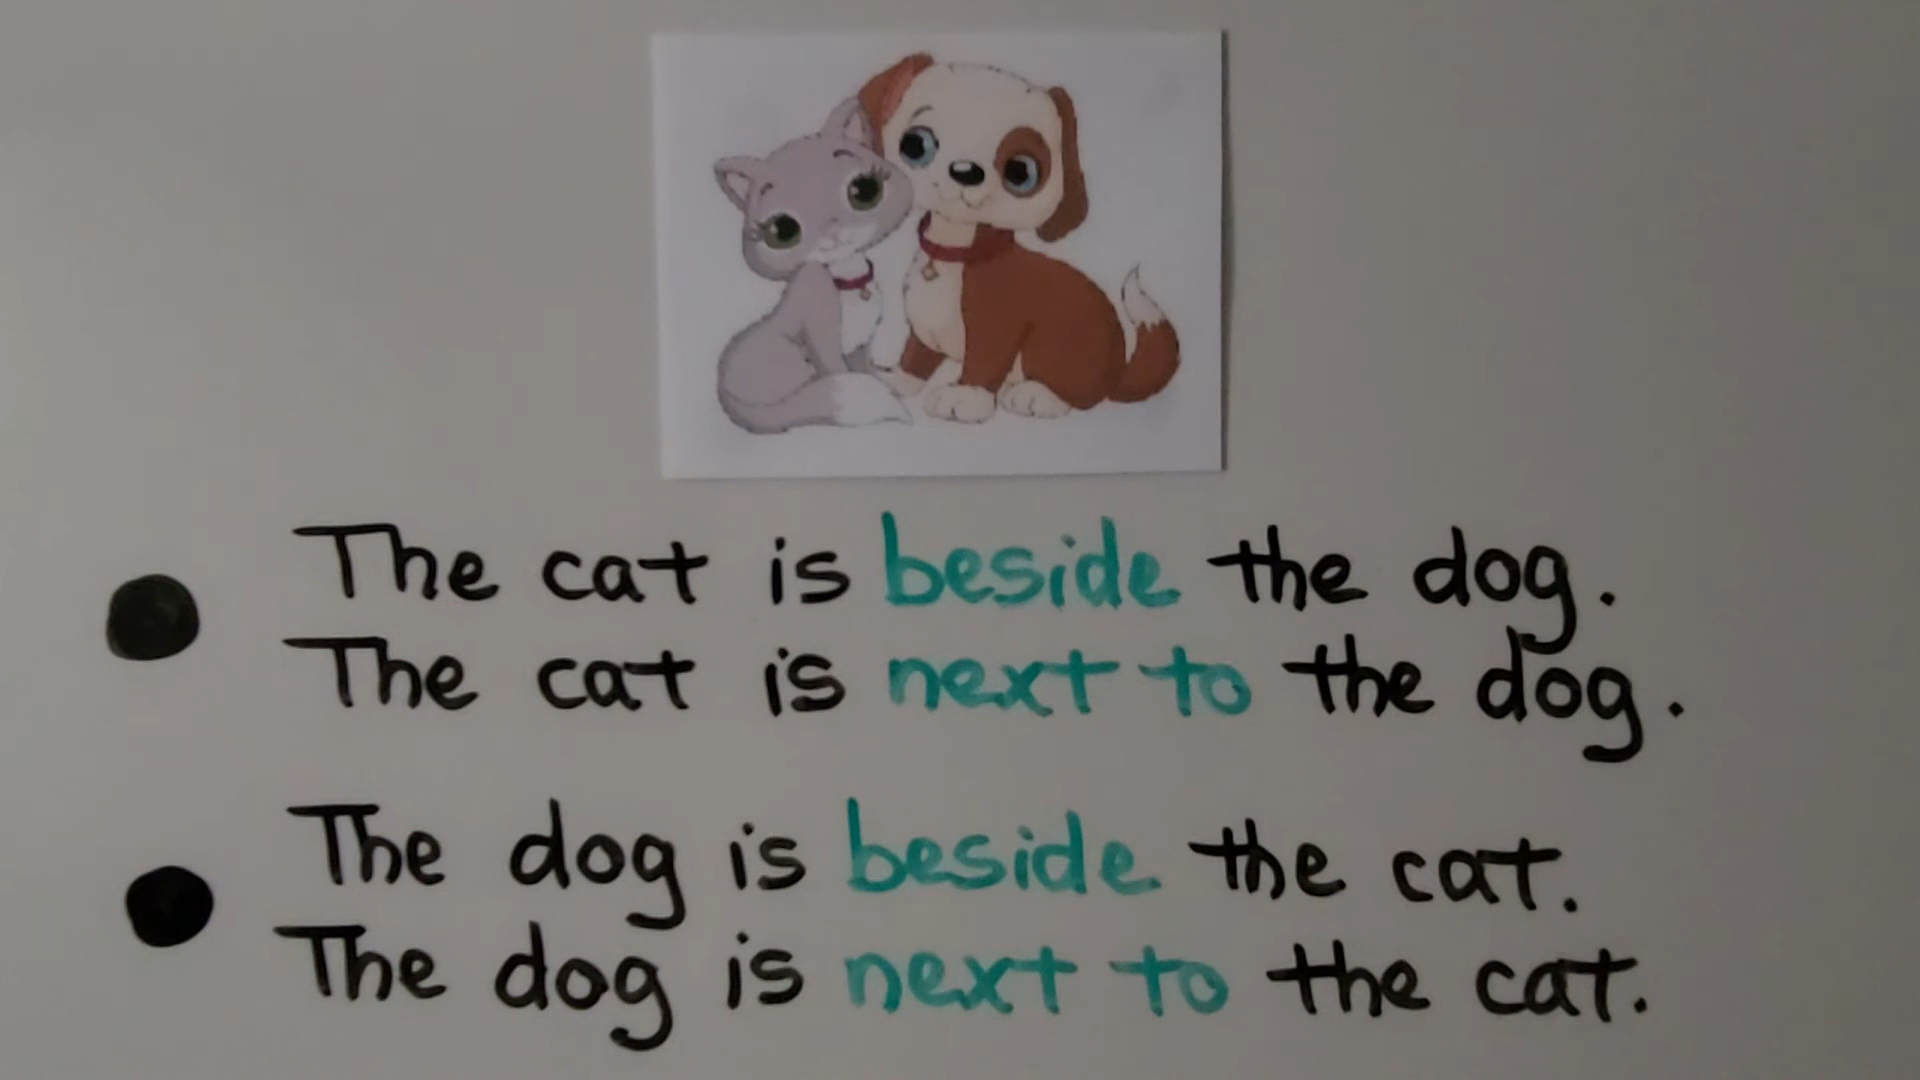 The cat is beside the dog.
The cat is next to the dog.
The dog is beside the cat.
The dog is next to the cat.